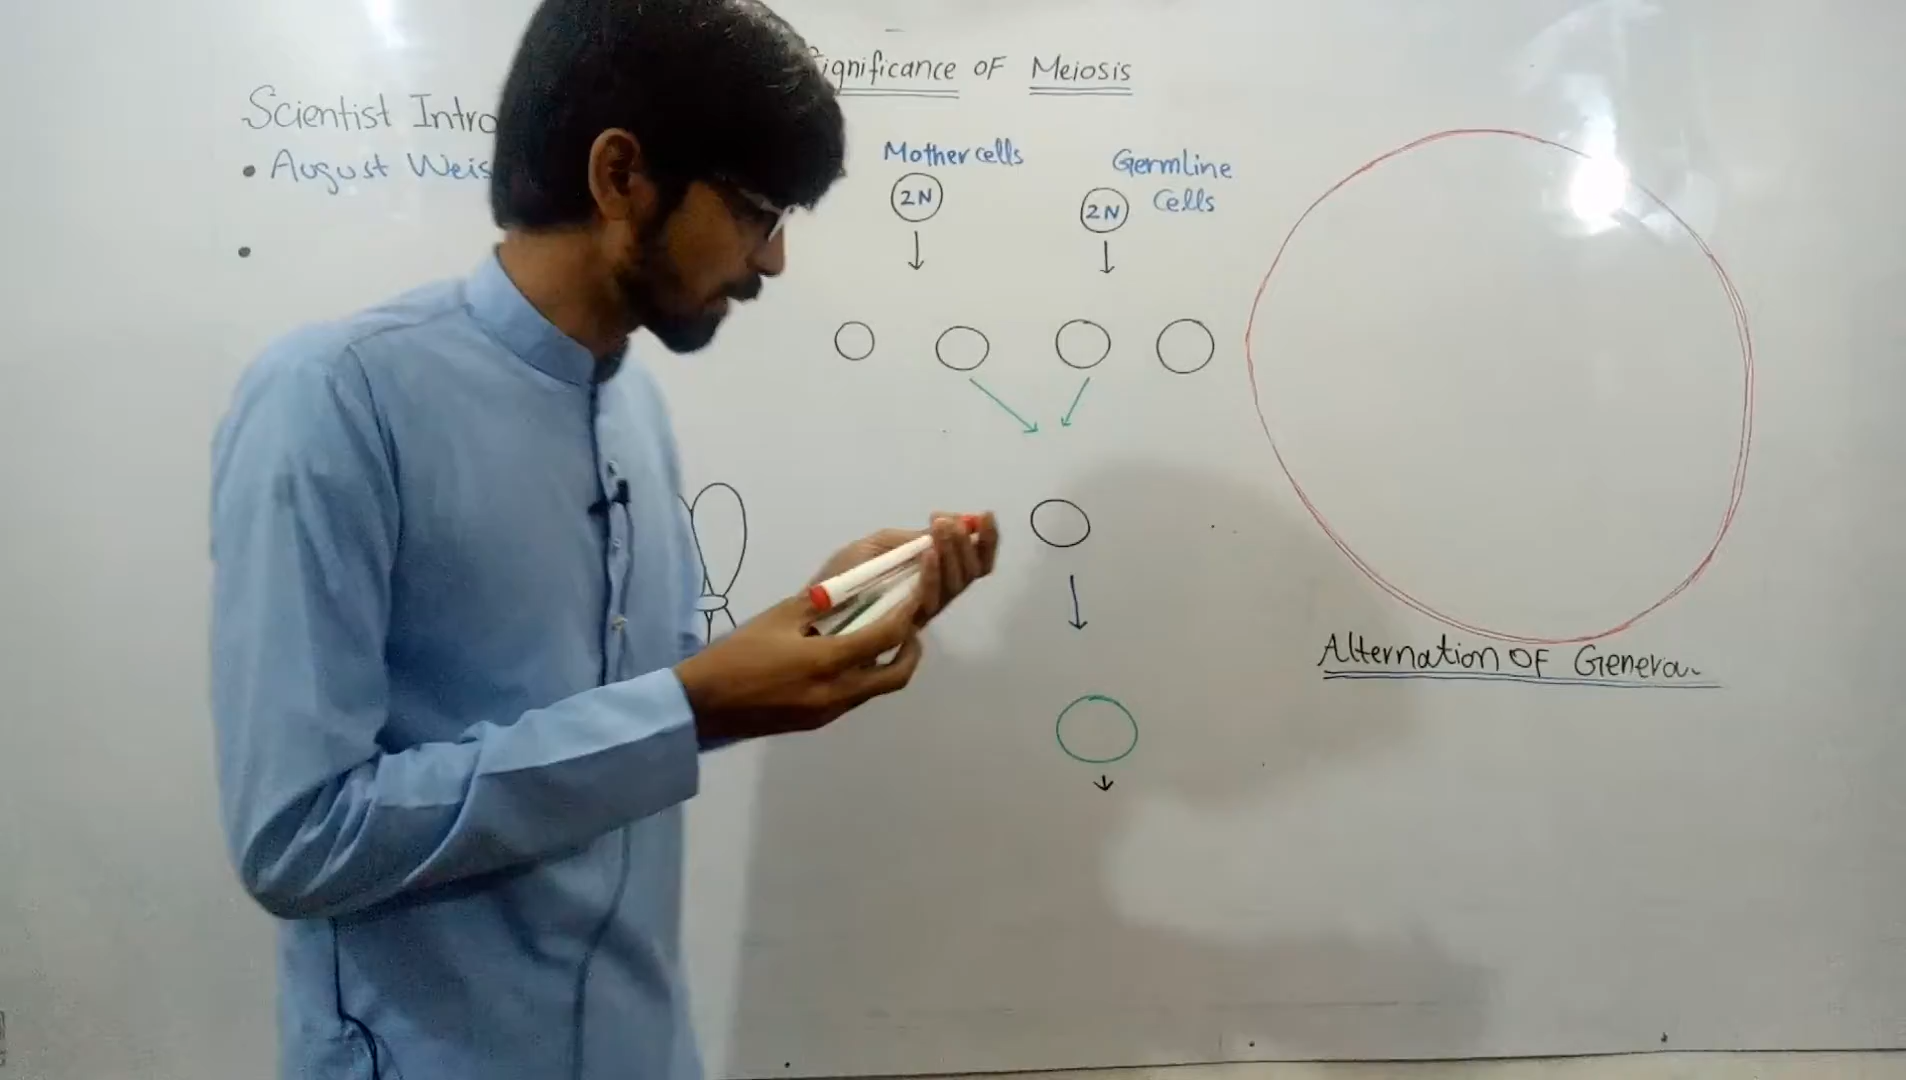 Significance OF Meiosis
Scientist Intro
• August Weis
•
Mother cells
2N
Germline
Cells
2N
Alternation OF Genera